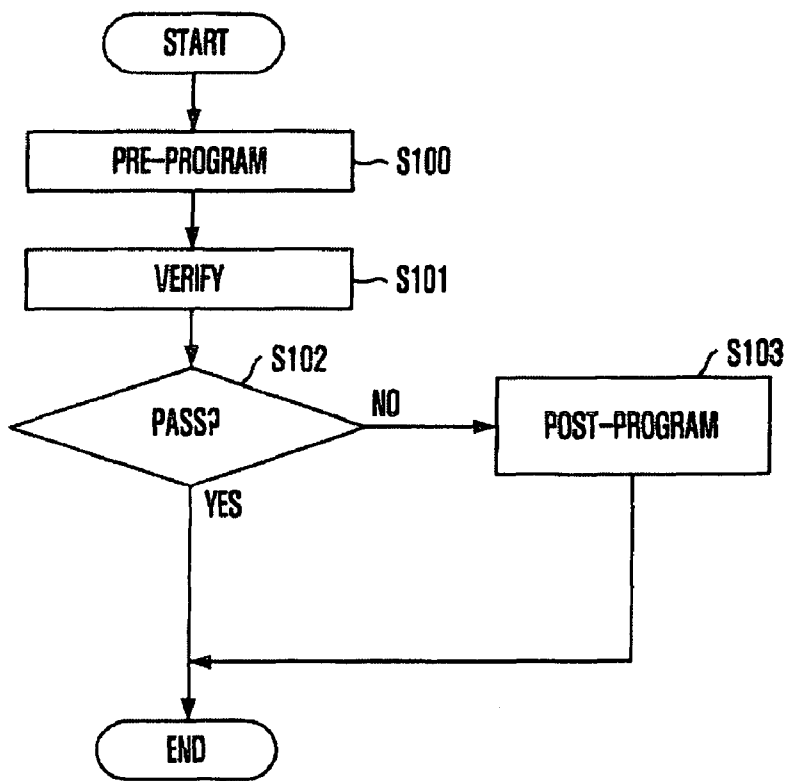 START
PRE-PROGRAM
S100
VERIFY
S101
S102
PASS?
NO
S103
POST-PROGRAM
YES
END